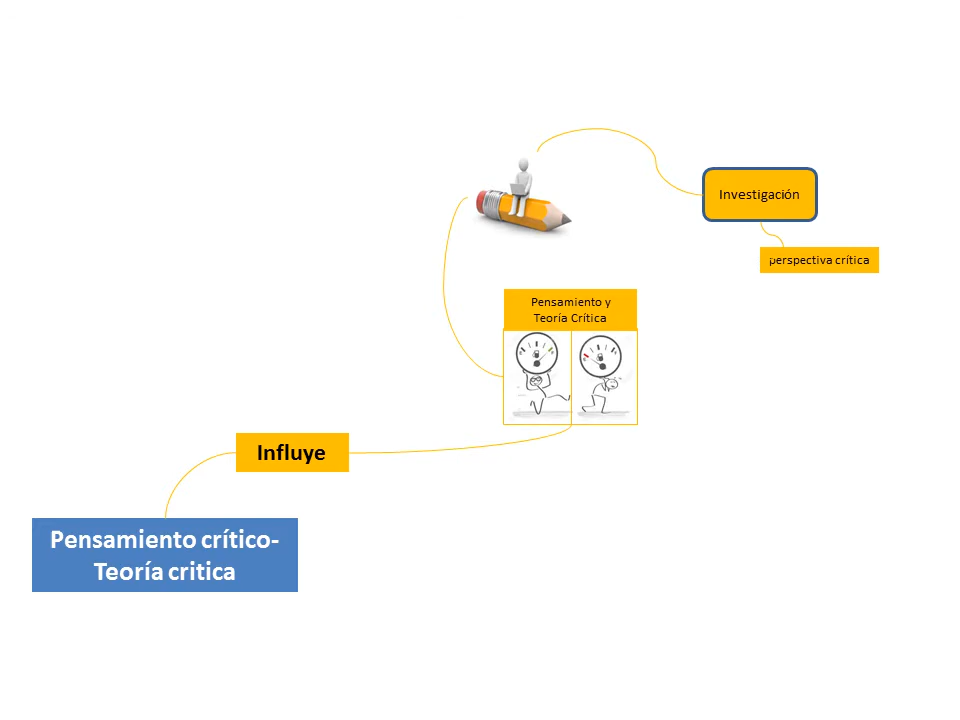 Investigación
perspectiva crítica
Pensamiento y
Teoría Crítica
Influye
Pensamiento crítico-
Teoría critica